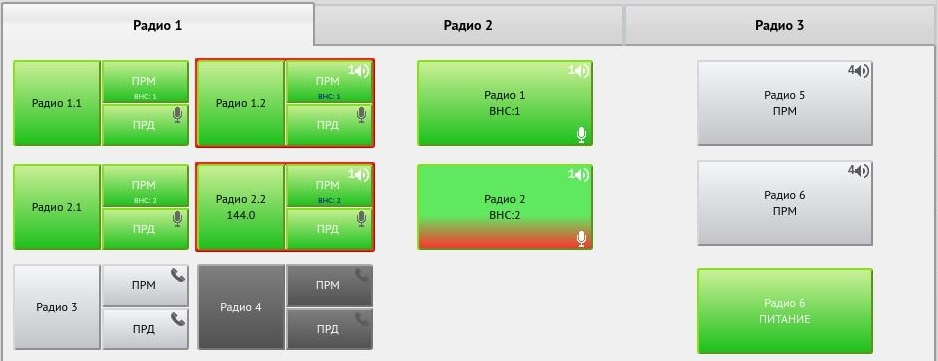 Радио 1
Радио 2
Радио 3
Радио 1.1
ПРМ
ВНС: 1
ПРД
Радио 1.2
1
ПРМ
ВНС: 1
ПРД
1
Радио 1
ВНС:1
4
Радио 5
ПРМ
Радио 2.1
ПРМ
ВНС: 2
ПРД
Радио 2.2
144.0
1
ПРМ
ВНС: 2
ПРД
1
Радио 2
ВНС:2
4
Радио 6
ПРМ
Радио 3
ПРМ
ПРД
Радио 4
ПРМ
ПРД
Радио 6
ПИТАНИЕ